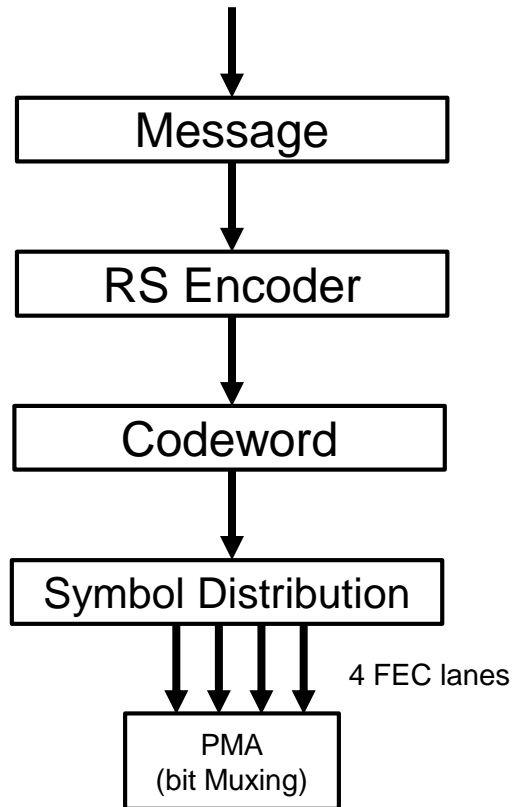 Message
RS Encoder
Codeword
Symbol Distribution
4 FEC lanes
PMA
(bit Muxing)